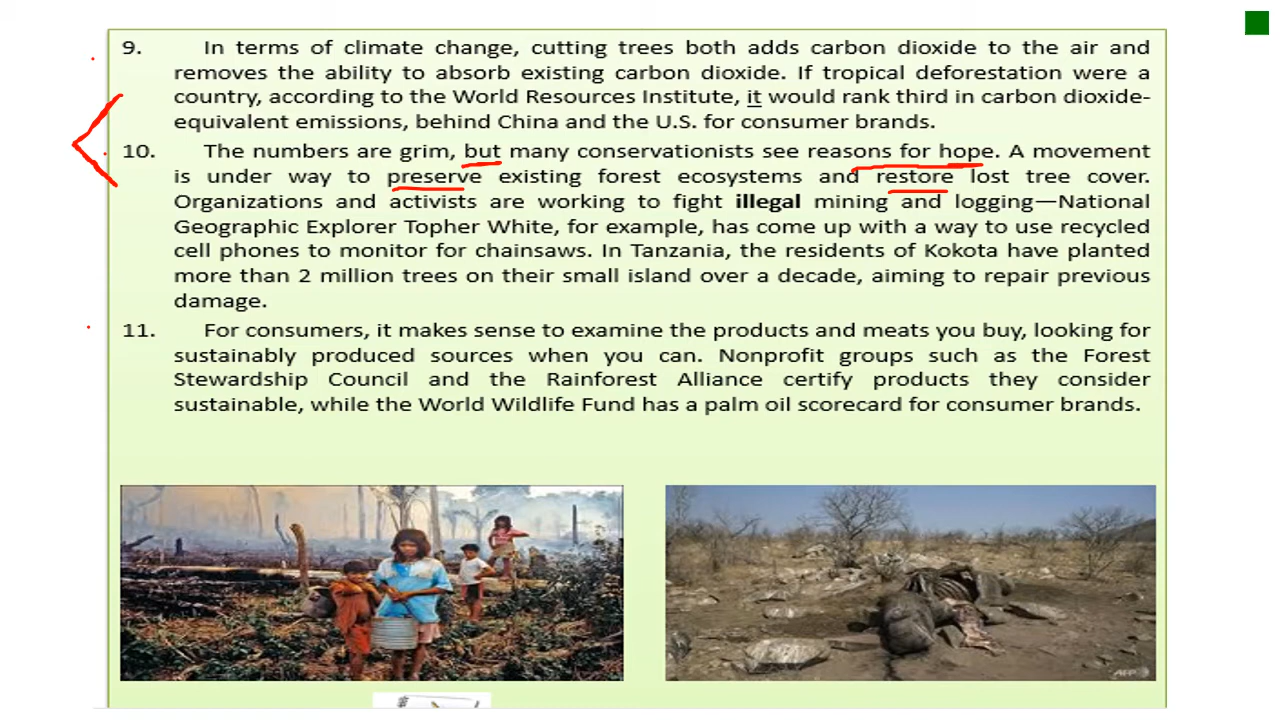 9. In terms of climate change, cutting trees both adds carbon dioxide to the air and
removes the ability to absorb existing carbon dioxide. If tropical deforestation were a
country, according to the World Resources Institute, it would rank third in carbon dioxide-
equivalent emissions, behind China and the U.S. for consumer brands.
10. The numbers are grim, but many conservationists see reasons for hope. A movement
is under way to preserve existing forest ecosystems and restore lost tree cover.
Organizations and activists are working to fight illegal mining and logging—National
Geographic Explorer Topher White, for example, has come up with a way to use recycled
cell phones to monitor for chainsaws. In Tanzania, the residents of Kokota have planted
more than 2 million trees on their small island over a decade, aiming to repair previous
damage.
11. For consumers, it makes sense to examine the products and meats you buy, looking for
sustainably produced sources when you can. Nonprofit groups such as the Forest
Stewardship Council and the Rainforest Alliance certify products they consider
sustainable, while the World Wildlife Fund has a palm oil scorecard for consumer brands.
AFP